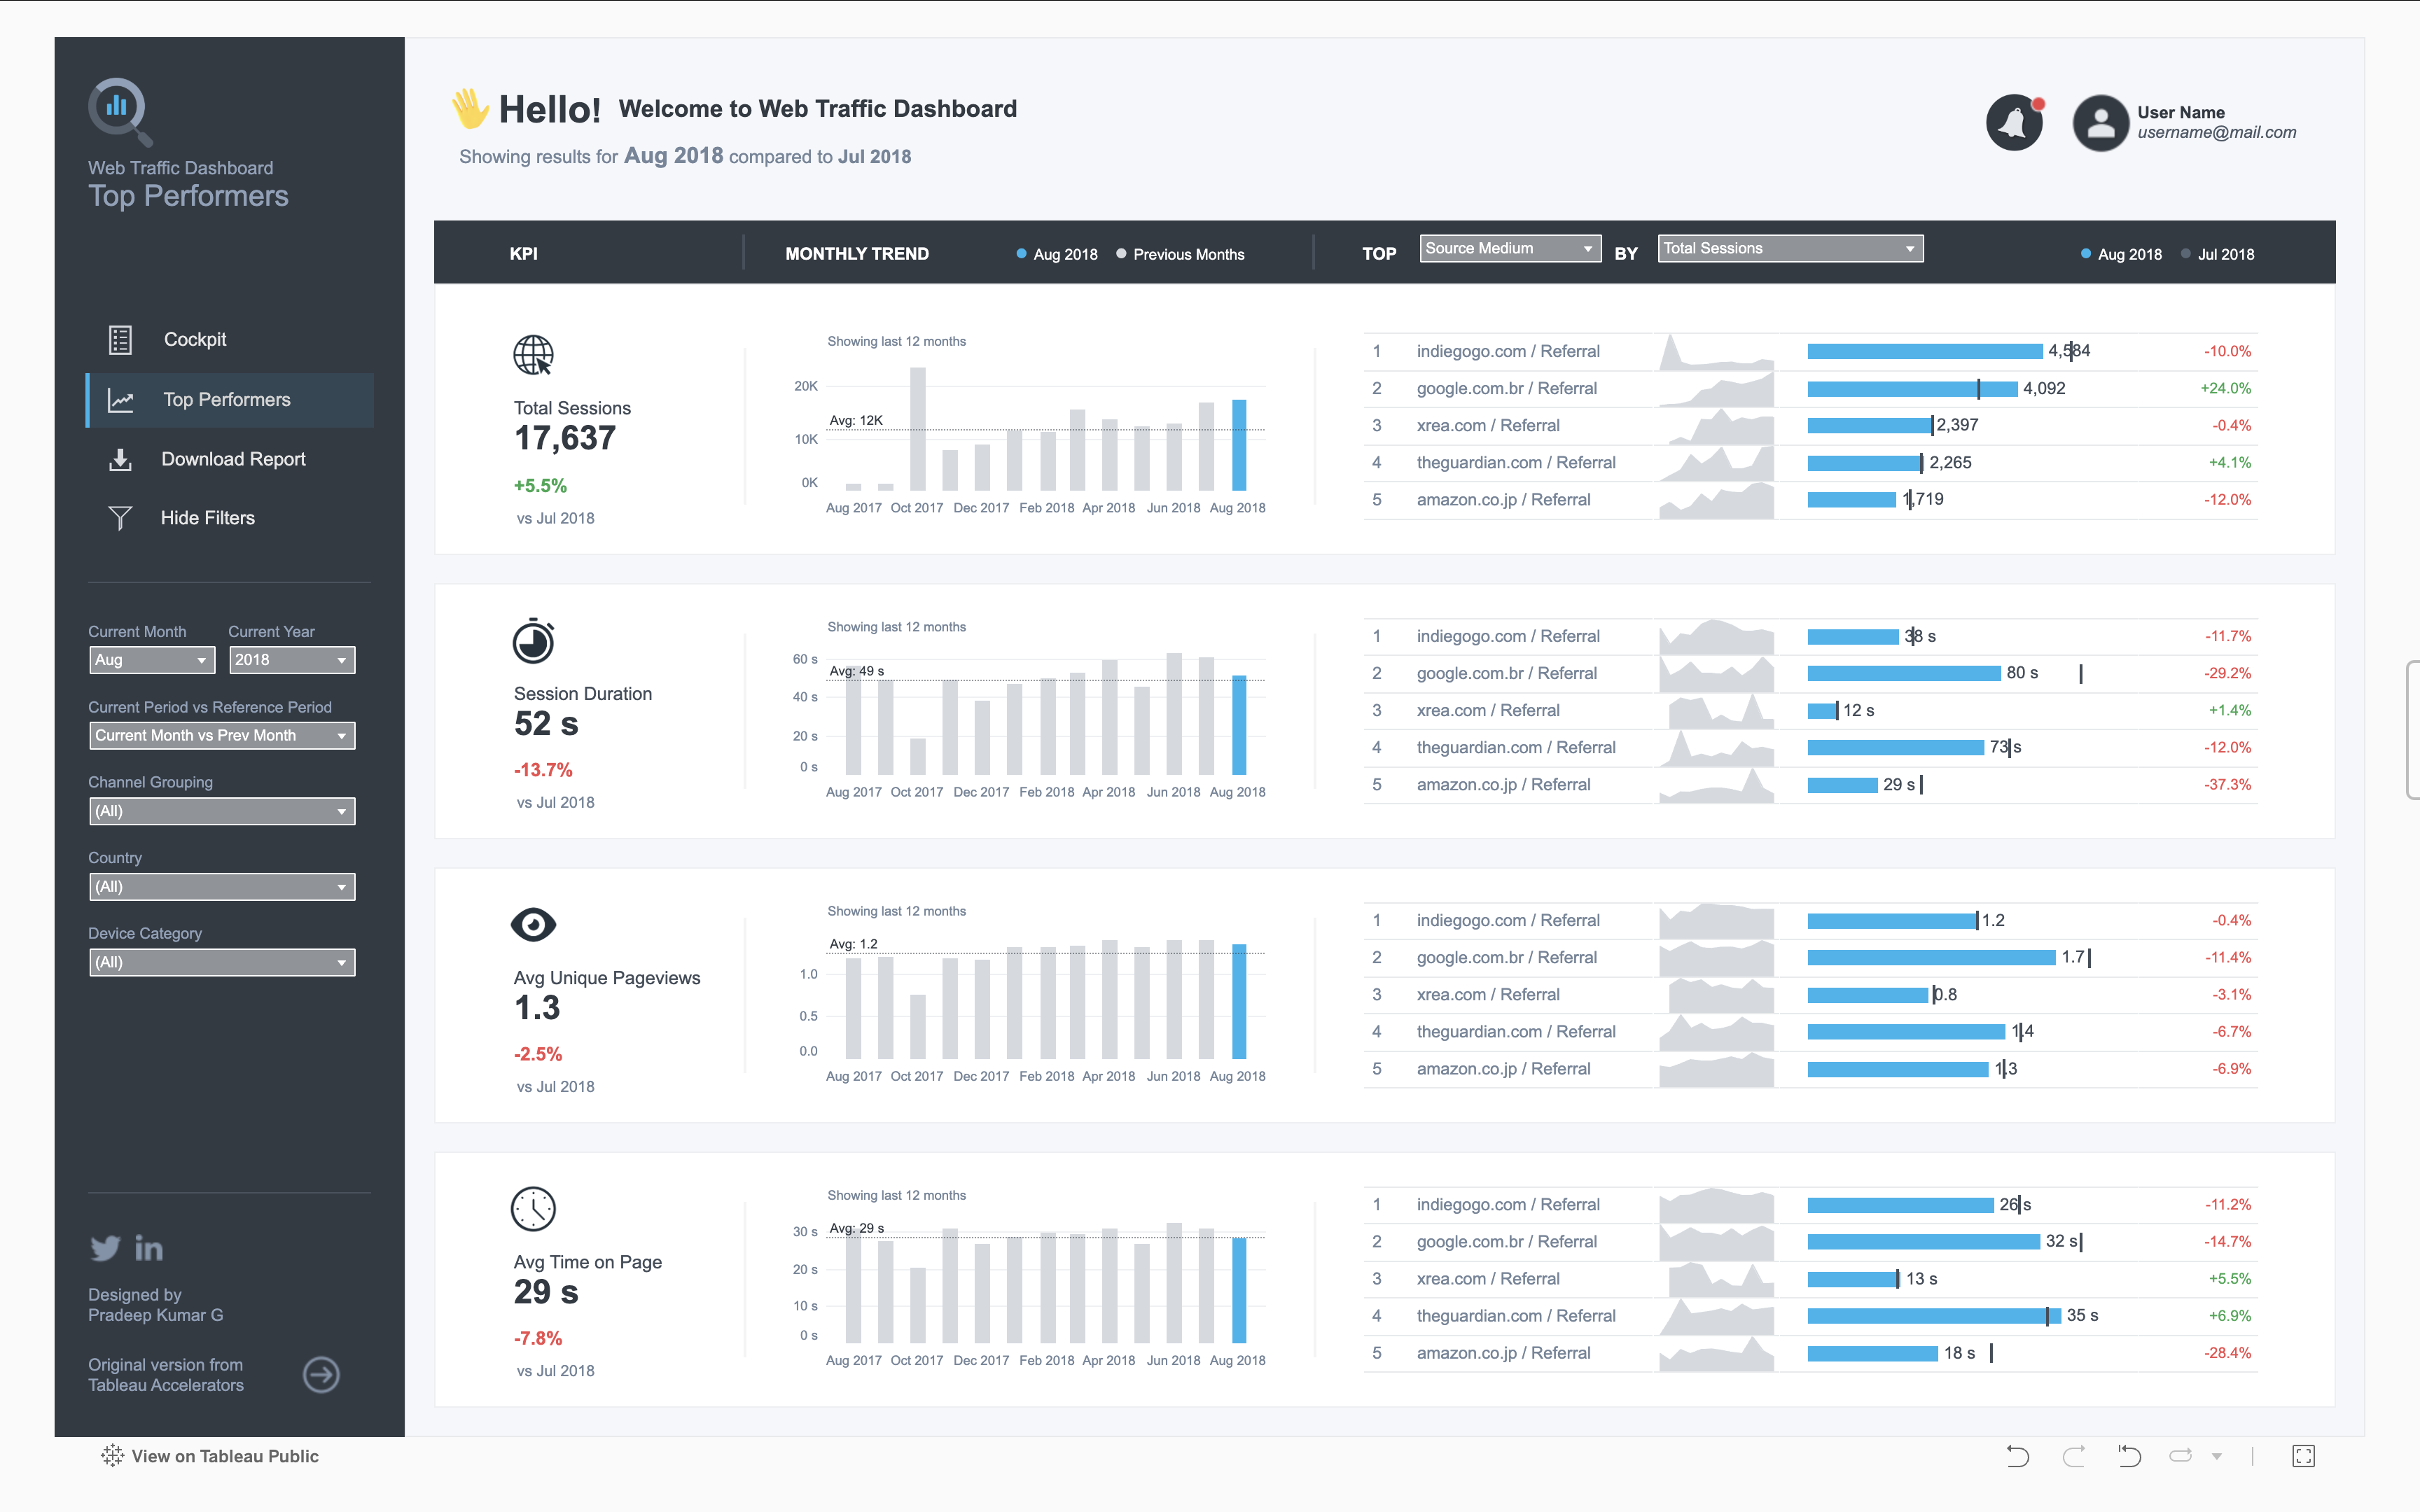 Web Traffic Dashboard
Top Performers
Cockpit
Top Performers
Download Report
Hide Filters
Current Month Current Year
Aug 2018
Current Period vs Reference Period
Current Month vs Prev Month
Channel Grouping
(All)
Country
(All)
Device Category
(All)
Designed by
Pradeep Kumar G
Original version from
Tableau Accelerators
Hello! Welcome to Web Traffic Dashboard
Showing results for Aug 2018 compared to Jul 2018
User Name
username@mail.com
KPI MONTHLY TREND Aug 2018 Previous Months TOP Source Medium BY Total Sessions Aug 2018 Jul 2018
Total Sessions
17,637
+5.5%
vs Jul 2018
Showing last 12 months
20K
Avg: 12K
10K
0K
Aug 2017 Oct 2017 Dec 2017 Feb 2018 Apr 2018 Jun 2018 Aug 2018
1 indiegogo.com / Referral 4,584 -10.0%
2 google.com.br / Referral 4,092 +24.0%
3 xrea.com / Referral 2,397 -0.4%
4 theguardian.com / Referral 2,265 +4.1%
5 amazon.co.jp / Referral 1,719 -12.0%
Session Duration
52 s
-13.7%
vs Jul 2018
Showing last 12 months
60 s
Avg: 49 s
40 s
20 s
0 s
Aug 2017 Oct 2017 Dec 2017 Feb 2018 Apr 2018 Jun 2018 Aug 2018
1 indiegogo.com / Referral 38 s -11.7%
2 google.com.br / Referral 80 s -29.2%
3 xrea.com / Referral 12 s +1.4%
4 theguardian.com / Referral 73 s -12.0%
5 amazon.co.jp / Referral 29 s -37.3%
Avg Unique Pageviews
1.3
-2.5%
vs Jul 2018
Showing last 12 months
Avg: 1.2
1.0
0.5
0.0
Aug 2017 Oct 2017 Dec 2017 Feb 2018 Apr 2018 Jun 2018 Aug 2018
1 indiegogo.com / Referral 1.2 -0.4%
2 google.com.br / Referral 1.7 -11.4%
3 xrea.com / Referral 0.8 -3.1%
4 theguardian.com / Referral 1.4 -6.7%
5 amazon.co.jp / Referral 1.3 -6.9%
Avg Time on Page
29 s
-7.8%
vs Jul 2018
Showing last 12 months
30 s
Avg: 29 s
20 s
10 s
0 s
Aug 2017 Oct 2017 Dec 2017 Feb 2018 Apr 2018 Jun 2018 Aug 2018
1 indiegogo.com / Referral 26 s -11.2%
2 google.com.br / Referral 32 s -14.7%
3 xrea.com / Referral 13 s +5.5%
4 theguardian.com / Referral 35 s +6.9%
5 amazon.co.jp / Referral 18 s -28.4%
View on Tableau Public